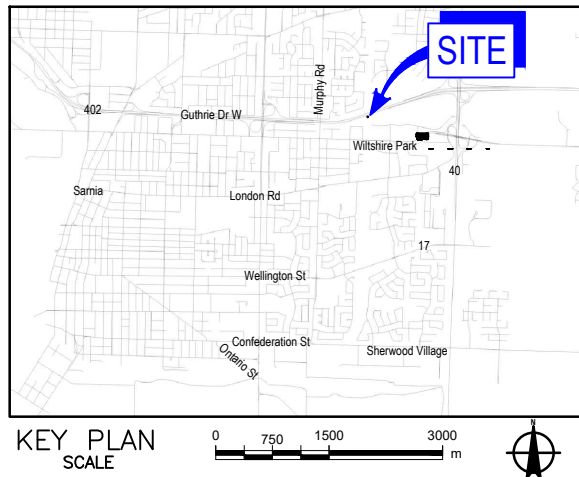 SITE
Murphy Rd
402
Guthrie Dr W
Wiltshire Park
40
Sarnia
London Rd
17
Wellington St
Confederation St
Ontario St
Sherwood Village
KEY PLAN
SCALE
0 750 1500 3000 m
N